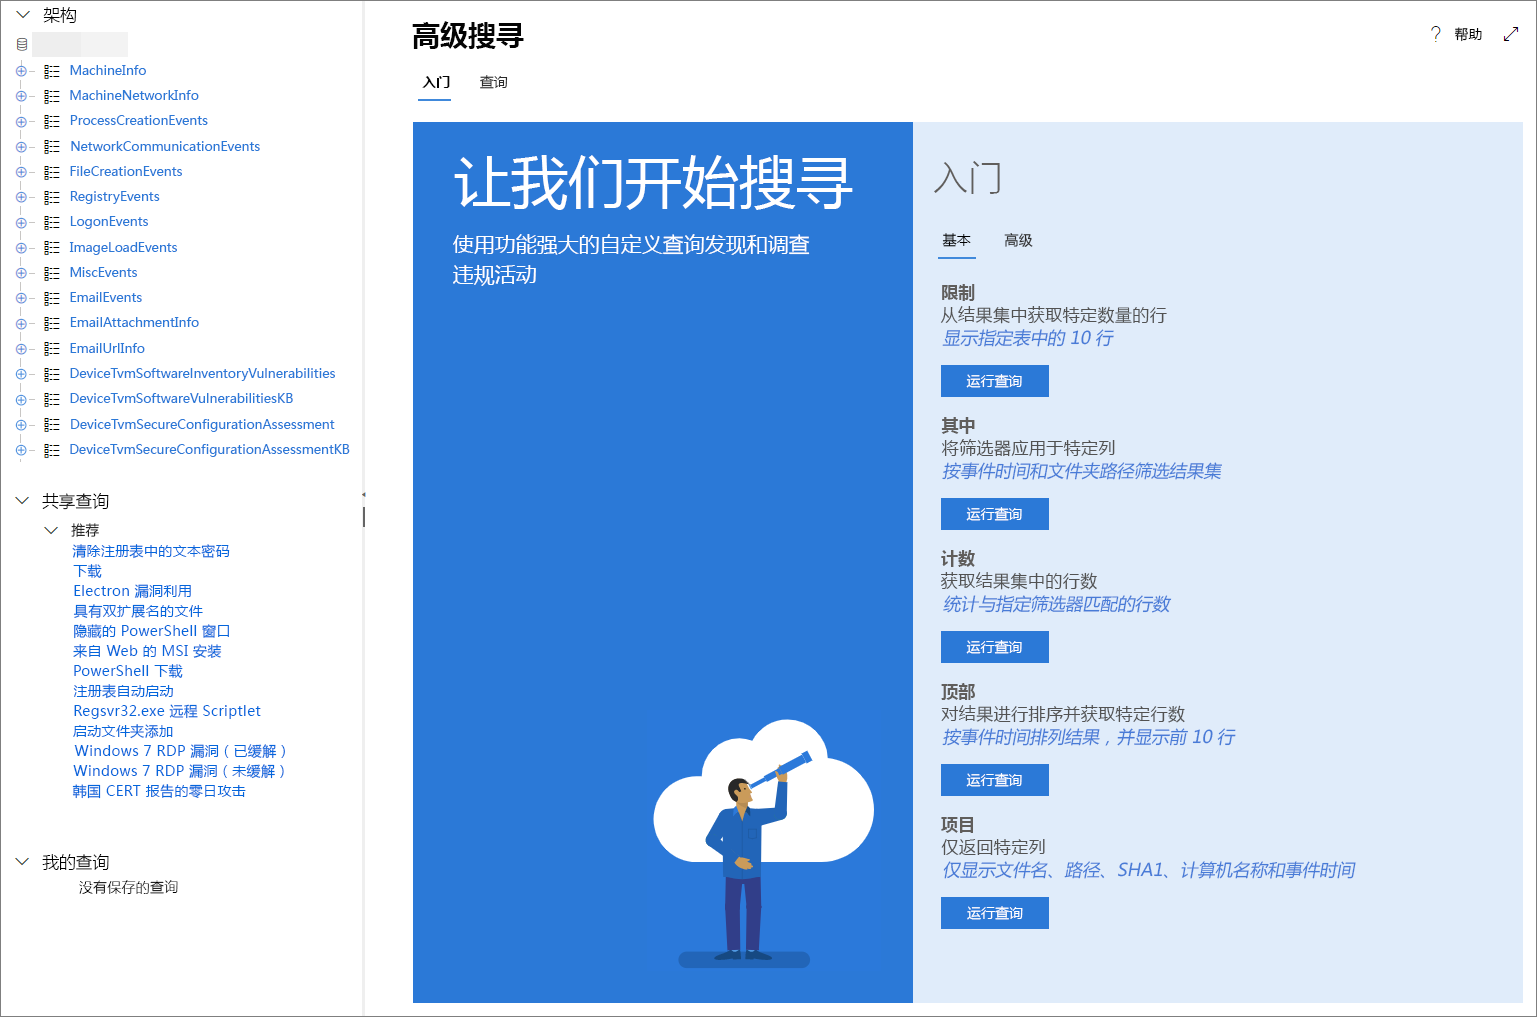 架构
MachineInfo
MachineNetworkInfo
ProcessCreationEvents
NetworkCommunicationEvents
FileCreationEvents
RegistryEvents
LogonEvents
ImageLoadEvents
MiscEvents
EmailEvents
EmailAttachmentInfo
EmailUrlInfo
DeviceTvmSoftwareInventoryVulnerabilities
DeviceTvmSoftwareVulnerabilitiesKB
DeviceTvmSecureConfigurationAssessment
DeviceTvmSecureConfigurationAssessmentKB
共享查询
推荐
清除注册表中的文本密码
下载
Electron 漏洞利用
具有双扩展名的文件
隐藏的 PowerShell 窗口
来自 Web 的 MSI 安装
PowerShell 下载
注册表自动启动
Regsvr32.exe 远程 Scriptlet
启动文件夹添加
Windows 7 RDP 漏洞（已缓解）
Windows 7 RDP 漏洞（未缓解）
韩国 CERT 报告的零日攻击
我的查询
没有保存的查询
高级搜寻
? 帮助
入门 查询
让我们开始搜寻
使用功能强大的自定义查询发现和调查
违规活动
入门
基本 高级
限制
从结果集中获取特定数量的行
显示指定表中的 10 行
运行查询
其中
将筛选器应用于特定列
按事件时间和文件夹路径筛选结果集
运行查询
计数
获取结果集中的行数
统计与指定筛选器匹配的行数
运行查询
顶部
对结果进行排序并获取特定行数
按事件时间排列结果，并显示前 10 行
运行查询
项目
仅返回特定列
仅显示文件名、路径、SHA1、计算机名称和事件时间
运行查询